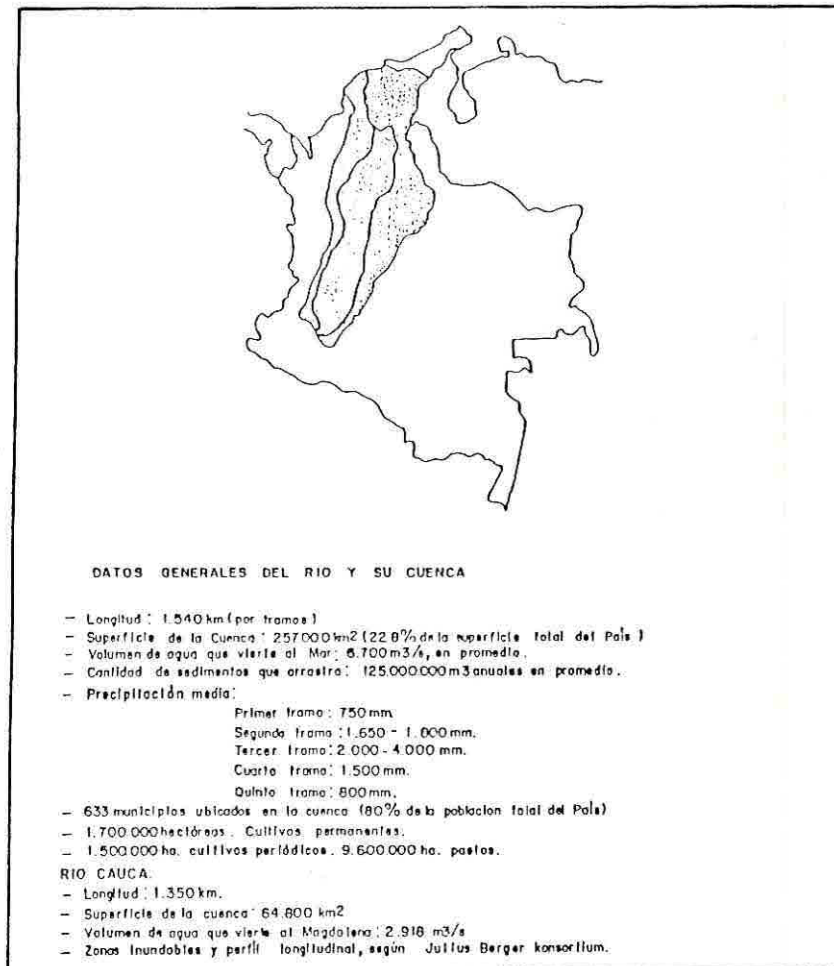 DATOS GENERALES DEL RIO Y SU CUENCA
– Longitud: 1.540 km (por tramos)
– Superficie de la Cuenca: 257.000 km2 (22.8% de la superficie total del País)
– Volumen de agua que vierte al Mar: 6.700 m3/s, en promedio.
– Cantidad de sedimentos que arrastra: 125.000.000 m3 anuales en promedio.
– Precipitación media:
Primer tramo: 750 mm.
Segundo tramo: 1.650 - 1.800 mm.
Tercer tramo: 2.000 - 4.000 mm.
Cuarto tramo: 1.500 mm.
Quinto tramo: 800 mm.
– 633 municipios ubicados en la cuenca (80% de la poblacion total del País)
– 1.700.000 hectóreas. Cultivos permanentes.
– 1.500.000 ha. cultivos periódicos. 9.600.000 ha. pastos.
RIO CAUCA.
– Longitud: 1.350 km.
– Superficie de la cuenca: 64.800 km2
– Volumen de agua que vierte al Magdalena: 2.918 m3/s
– Zonas Inundables y perfil longitudinal, según Julius Berger konsortium.